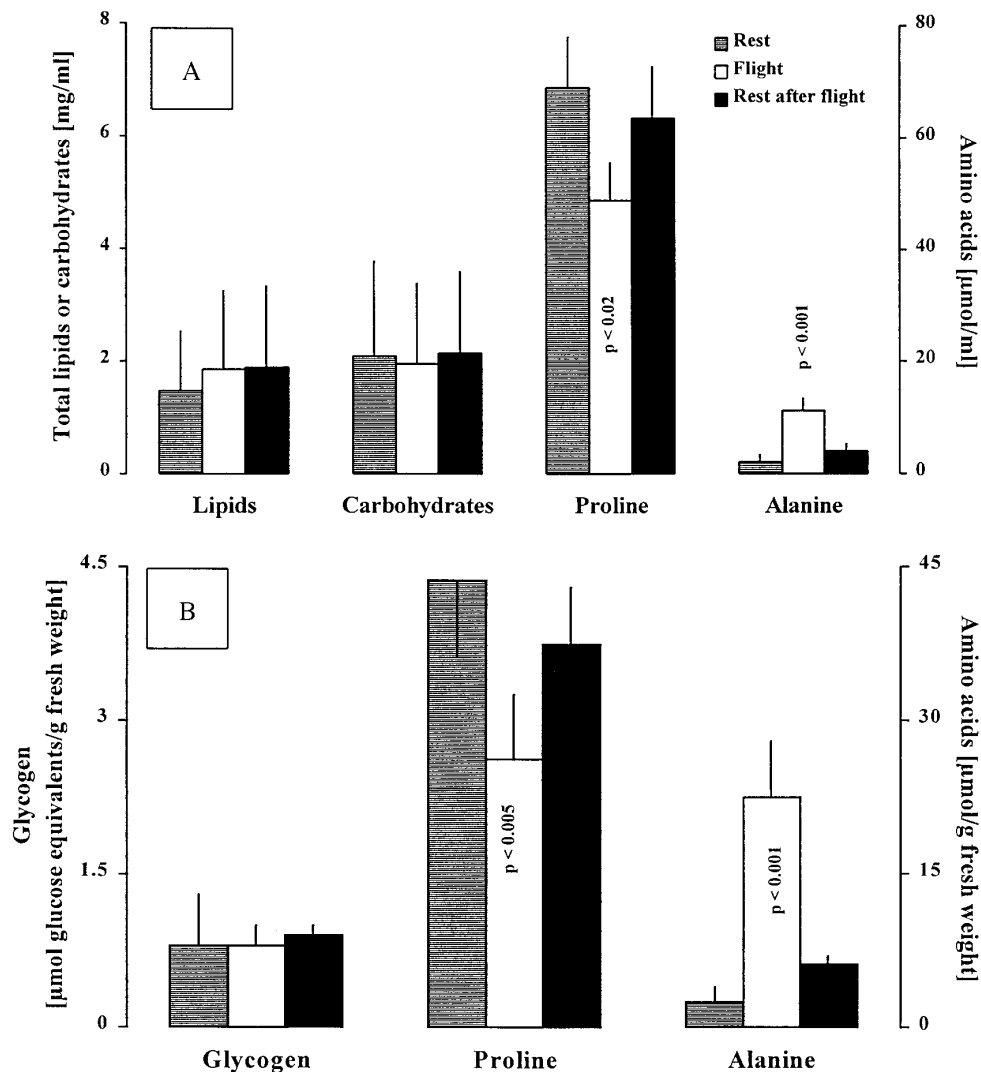 A
Total lipids or carbohydrates [mg/ml]
8
6
4
2
0
Rest
Flight
Rest after flight
p < 0.02
p < 0.001
80
60
40
20
0
Amino acids [µmol/ml]
Lipids
Carbohydrates
Proline
Alanine
B
Glycogen
[µmol glucose equivalents/g fresh weight]
4.5
3
1.5
0
p < 0.005
p < 0.001
45
30
15
0
Amino acids [µmol/g fresh weight]
Glycogen
Proline
Alanine